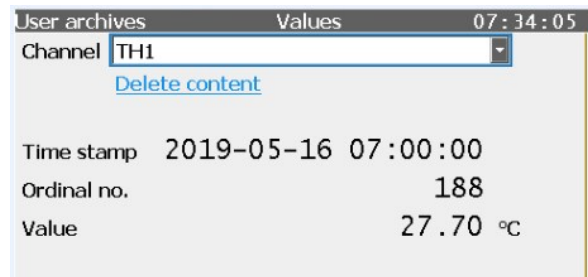 User archives Values 07:34:05
Channel TH1
Delete content
Time stamp 2019-05-16 07:00:00
Ordinal no. 188
Value 27.70 °C